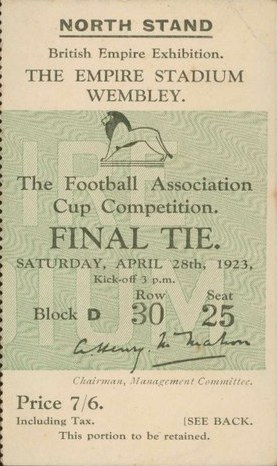 NORTH STAND
British Empire Exhibition.
THE EMPIRE STADIUM
WEMBLEY.
The Football Association
Cup Competition.
FINAL TIE.
SATURDAY, APRIL 28th, 1923,
Kick-off 3 p.m.
Row Seat
Block D 30 25
A Henry. McMahon
Chairman, Management Committee.
Price 7/6.
Including Tax. [SEE BACK.
This portion to be retained.